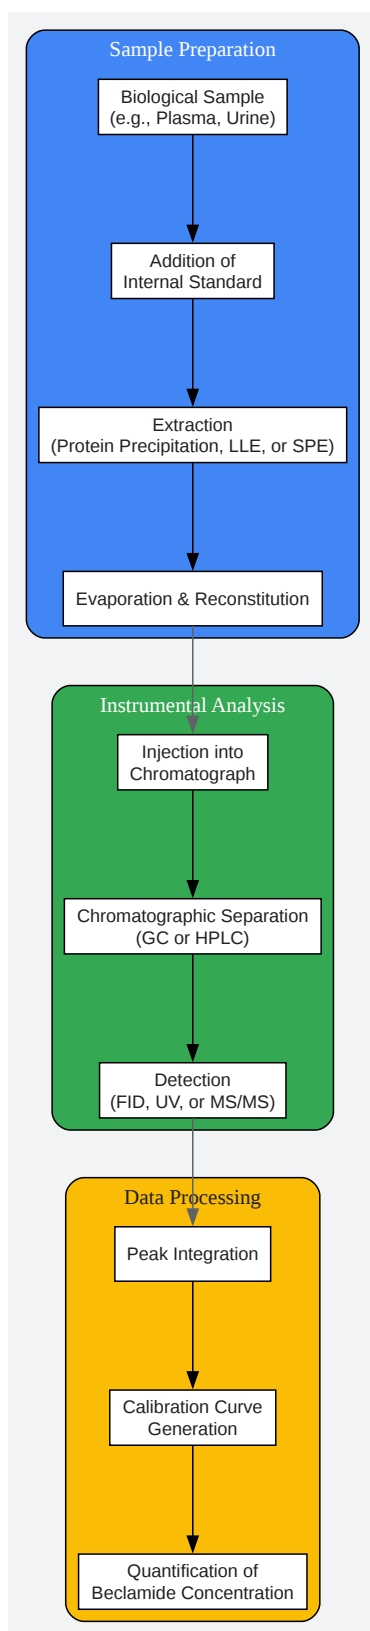 Sample Preparation
Biological Sample
(e.g., Plasma, Urine)
Addition of
Internal Standard
Extraction
(Protein Precipitation, LLE, or SPE)
Evaporation & Reconstitution
Instrumental Analysis
Injection into
Chromatograph
Chromatographic Separation
(GC or HPLC)
Detection
(FID, UV, or MS/MS)
Data Processing
Peak Integration
Calibration Curve
Generation
Quantification of
Beclamide Concentration